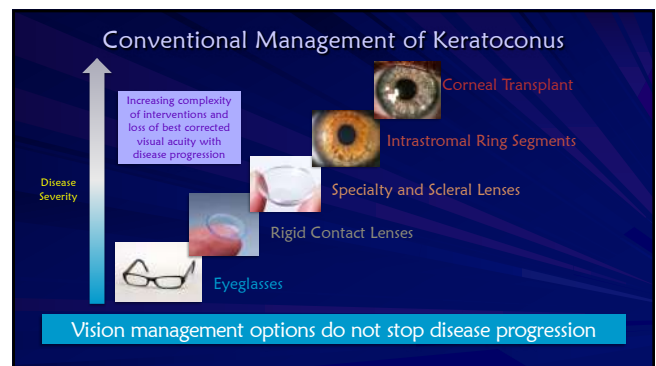 Conventional Management of Keratoconus
Corneal Transplant
Increasing complexity
of interventions and
loss of best corrected
visual acuity with
disease progression
Intrastromal Ring Segments
Disease
Severity
Specialty and Scleral Lenses
Rigid Contact Lenses
Eyeglasses
Vision management options do not stop disease progression